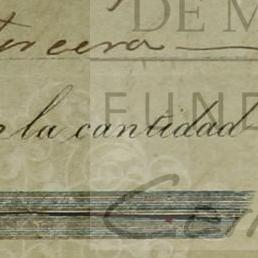 DE M
tercera
FUND
la cantidad